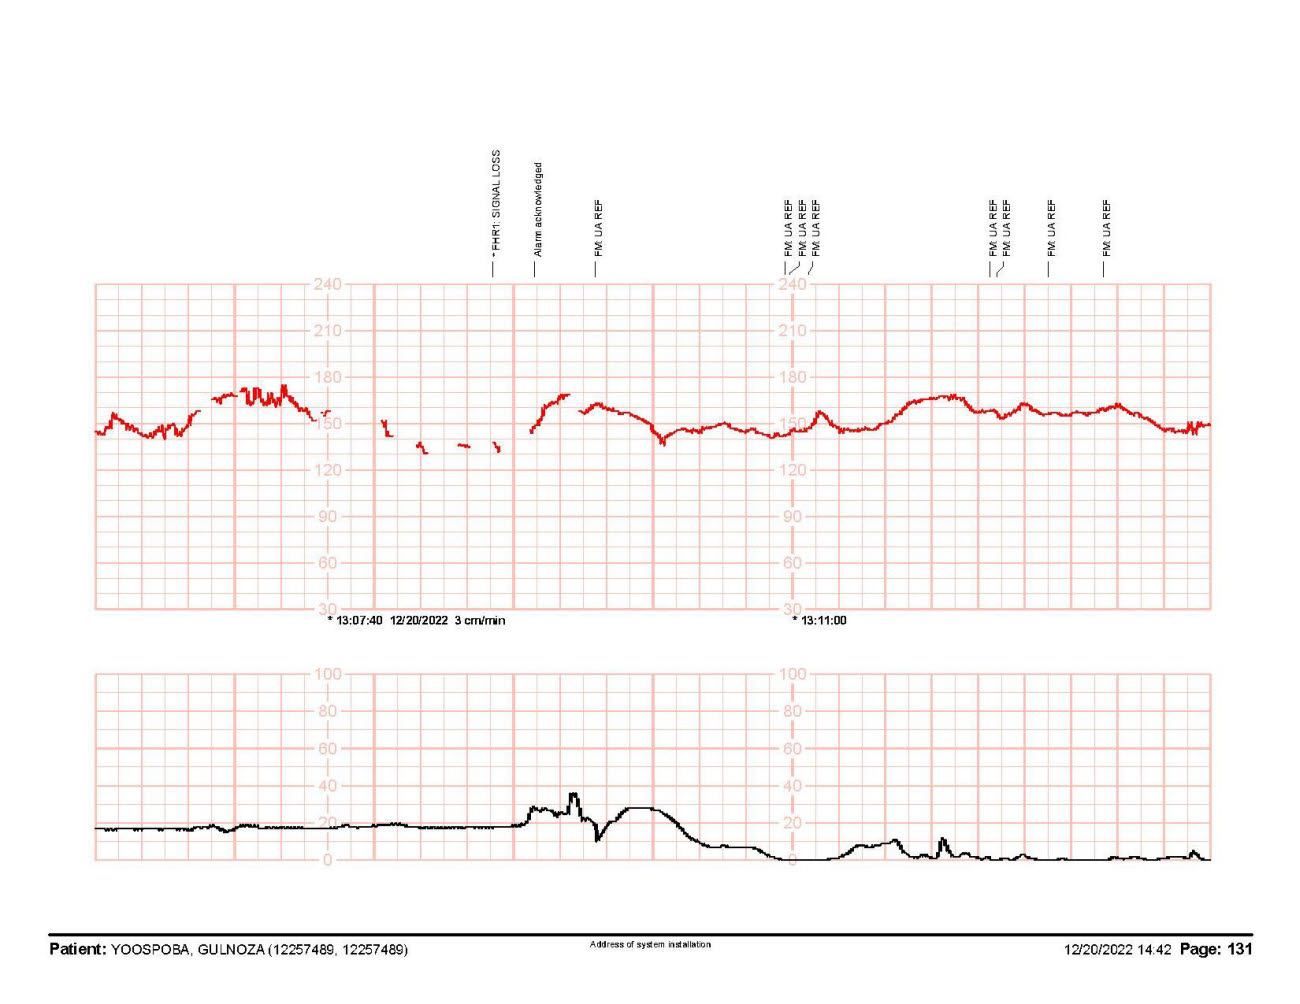 * FHR1: SIGNAL LOSS
Alarm acknowledged
FM: UA REF
FM: UA REF
FM: UA REF
FM: UA REF
FM: UA REF
FM: UA REF
FM: UA REF
FM: UA REF
240 240
210 210
180 180
150 150
120 120
90 90
60 60
30 30
* 13:07:40 12/20/2022 3 cm/min * 13:11:00
100 100
80 80
60 60
40 40
20 20
0 0
Patient: YOOSPOBA, GULNOZA (12257489, 12257489) Address of system installation 12/20/2022 14:42 Page: 131